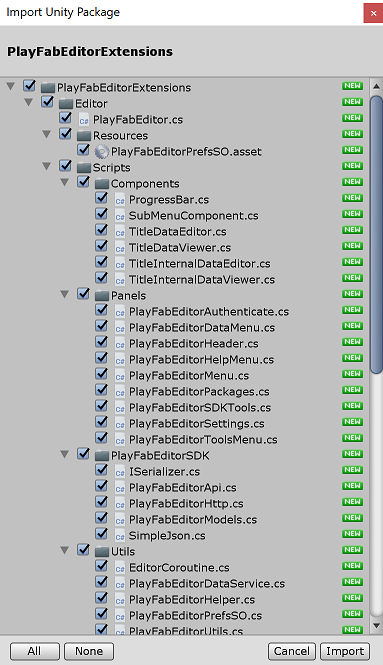 Import Unity Package
PlayFabEditorExtensions
PlayFabEditorExtensions NEW
Editor NEW
C# PlayFabEditor.cs NEW
Resources NEW
PlayFabEditorPrefsSO.asset NEW
Scripts NEW
Components NEW
C# ProgressBar.cs NEW
C# SubMenuComponent.cs NEW
C# TitleDataEditor.cs NEW
C# TitleDataViewer.cs NEW
C# TitleInternalDataEditor.cs NEW
C# TitleInternalDataViewer.cs NEW
Panels NEW
C# PlayFabEditorAuthenticate.cs NEW
C# PlayFabEditorDataMenu.cs NEW
C# PlayFabEditorHeader.cs NEW
C# PlayFabEditorHelpMenu.cs NEW
C# PlayFabEditorMenu.cs NEW
C# PlayFabEditorPackages.cs NEW
C# PlayFabEditorSDKTools.cs NEW
C# PlayFabEditorSettings.cs NEW
C# PlayFabEditorToolsMenu.cs NEW
PlayFabEditorSDK NEW
C# ISerializer.cs NEW
C# PlayFabEditorApi.cs NEW
C# PlayFabEditorHttp.cs NEW
C# PlayFabEditorModels.cs NEW
C# SimpleJson.cs NEW
Utils NEW
C# EditorCoroutine.cs NEW
C# PlayFabEditorDataService.cs NEW
C# PlayFabEditorHelper.cs NEW
C# PlayFabEditorPrefsSO.cs NEW
C# PlayFabEditorUtils.cs NEW
All None Cancel Import